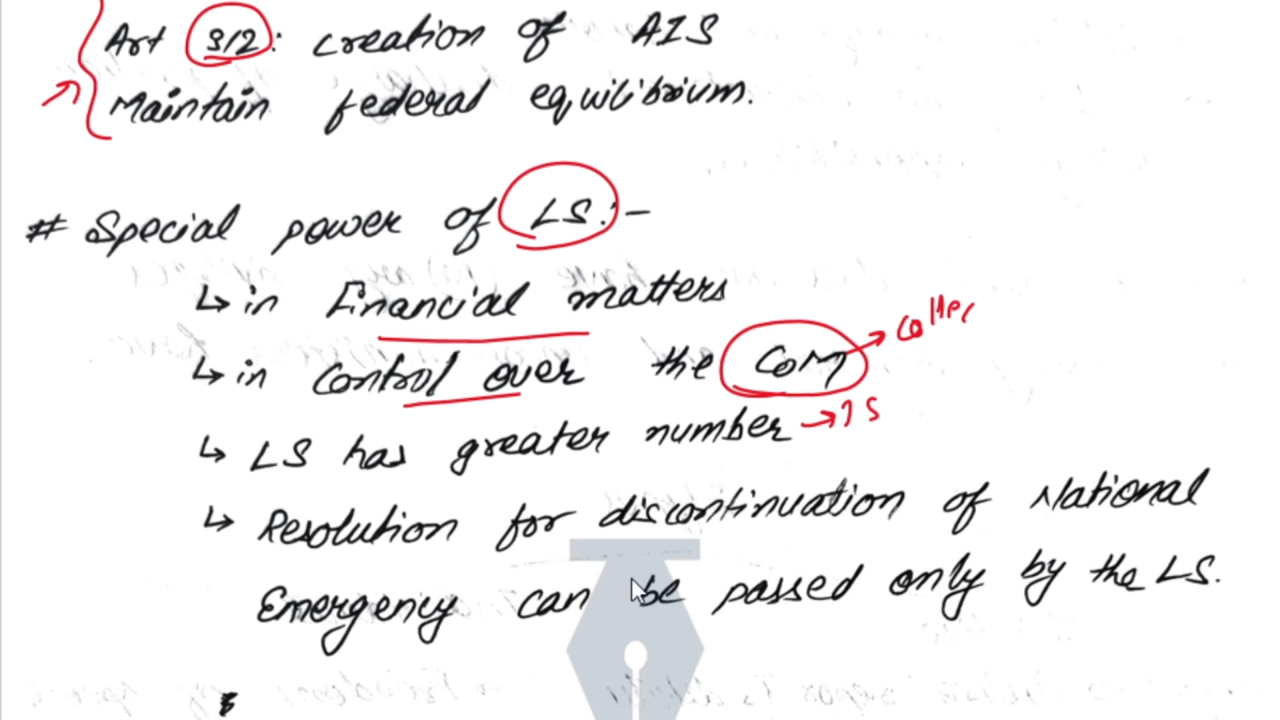 Art 312: creation of AIS
Maintain federal equilibrium.
# Special power of LS:-
↳ in Financial matters
↳ in control over the CoM → collec
↳ LS has greater number → JS
↳ Resolution for discontinuation of National
Emergency can be passed only by the LS.